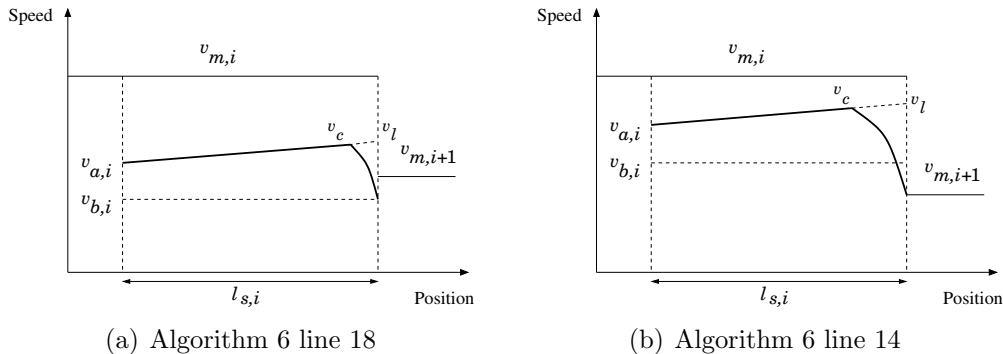 Speed
v_{m,i}
v_c
v_l
v_{a,i}
v_{m,i+1}
v_{b,i}
l_{s,i}
Position
(a) Algorithm 6 line 18
Speed
v_{m,i}
v_c
v_l
v_{a,i}
v_{b,i}
v_{m,i+1}
l_{s,i}
Position
(b) Algorithm 6 line 14